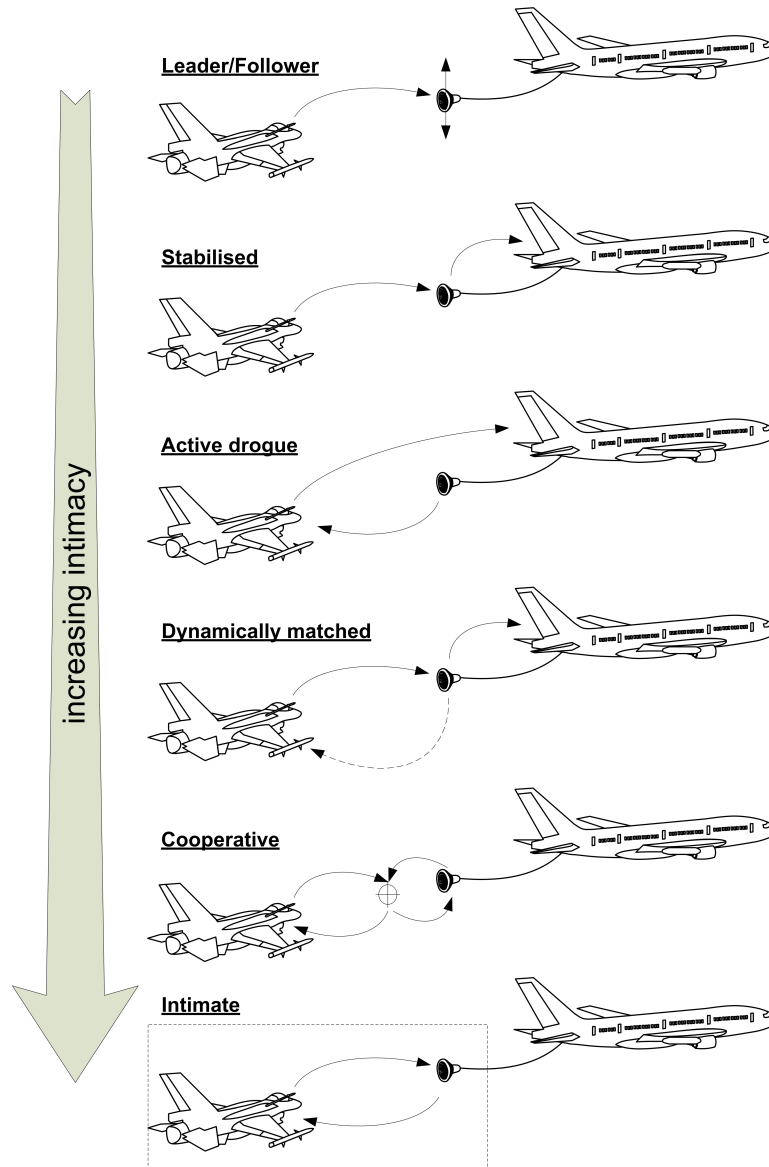 Leader/Follower
Stabilised
Active drogue
Dynamically matched
Cooperative
Intimate
increasing intimacy